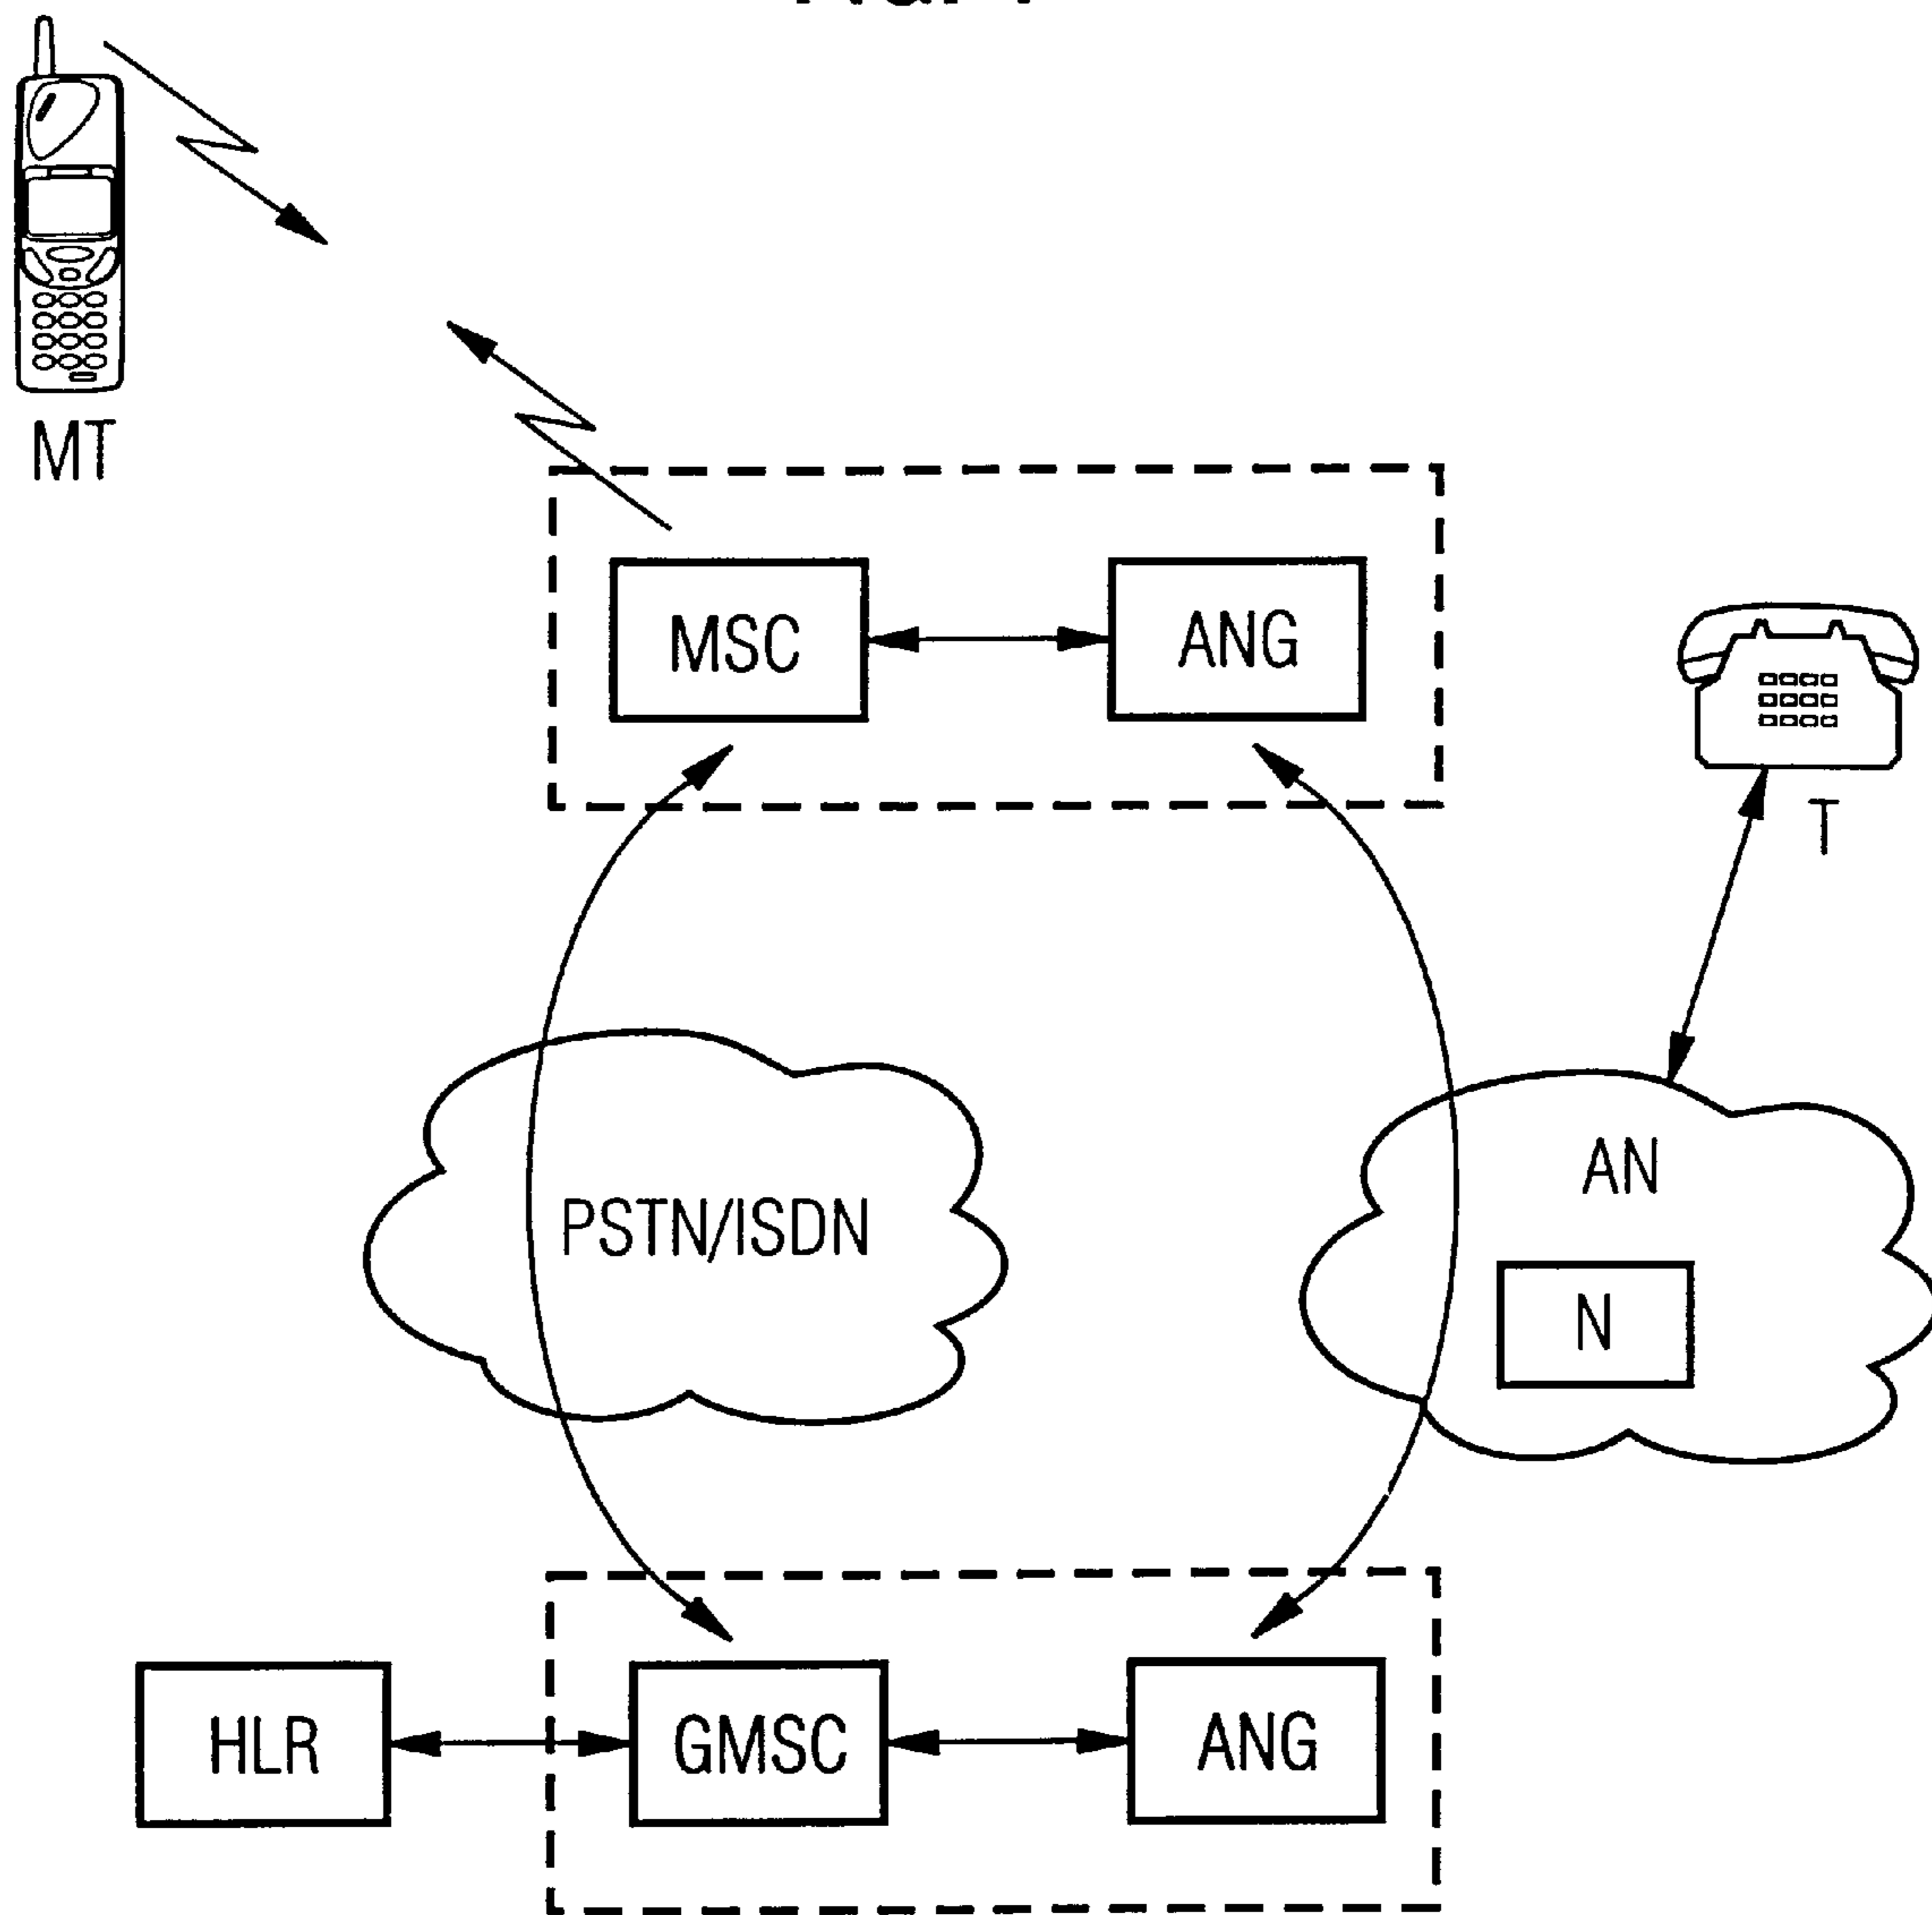 MT
MSC
ANG
T
PSTN/ISDN
AN
N
HLR
GMSC
ANG